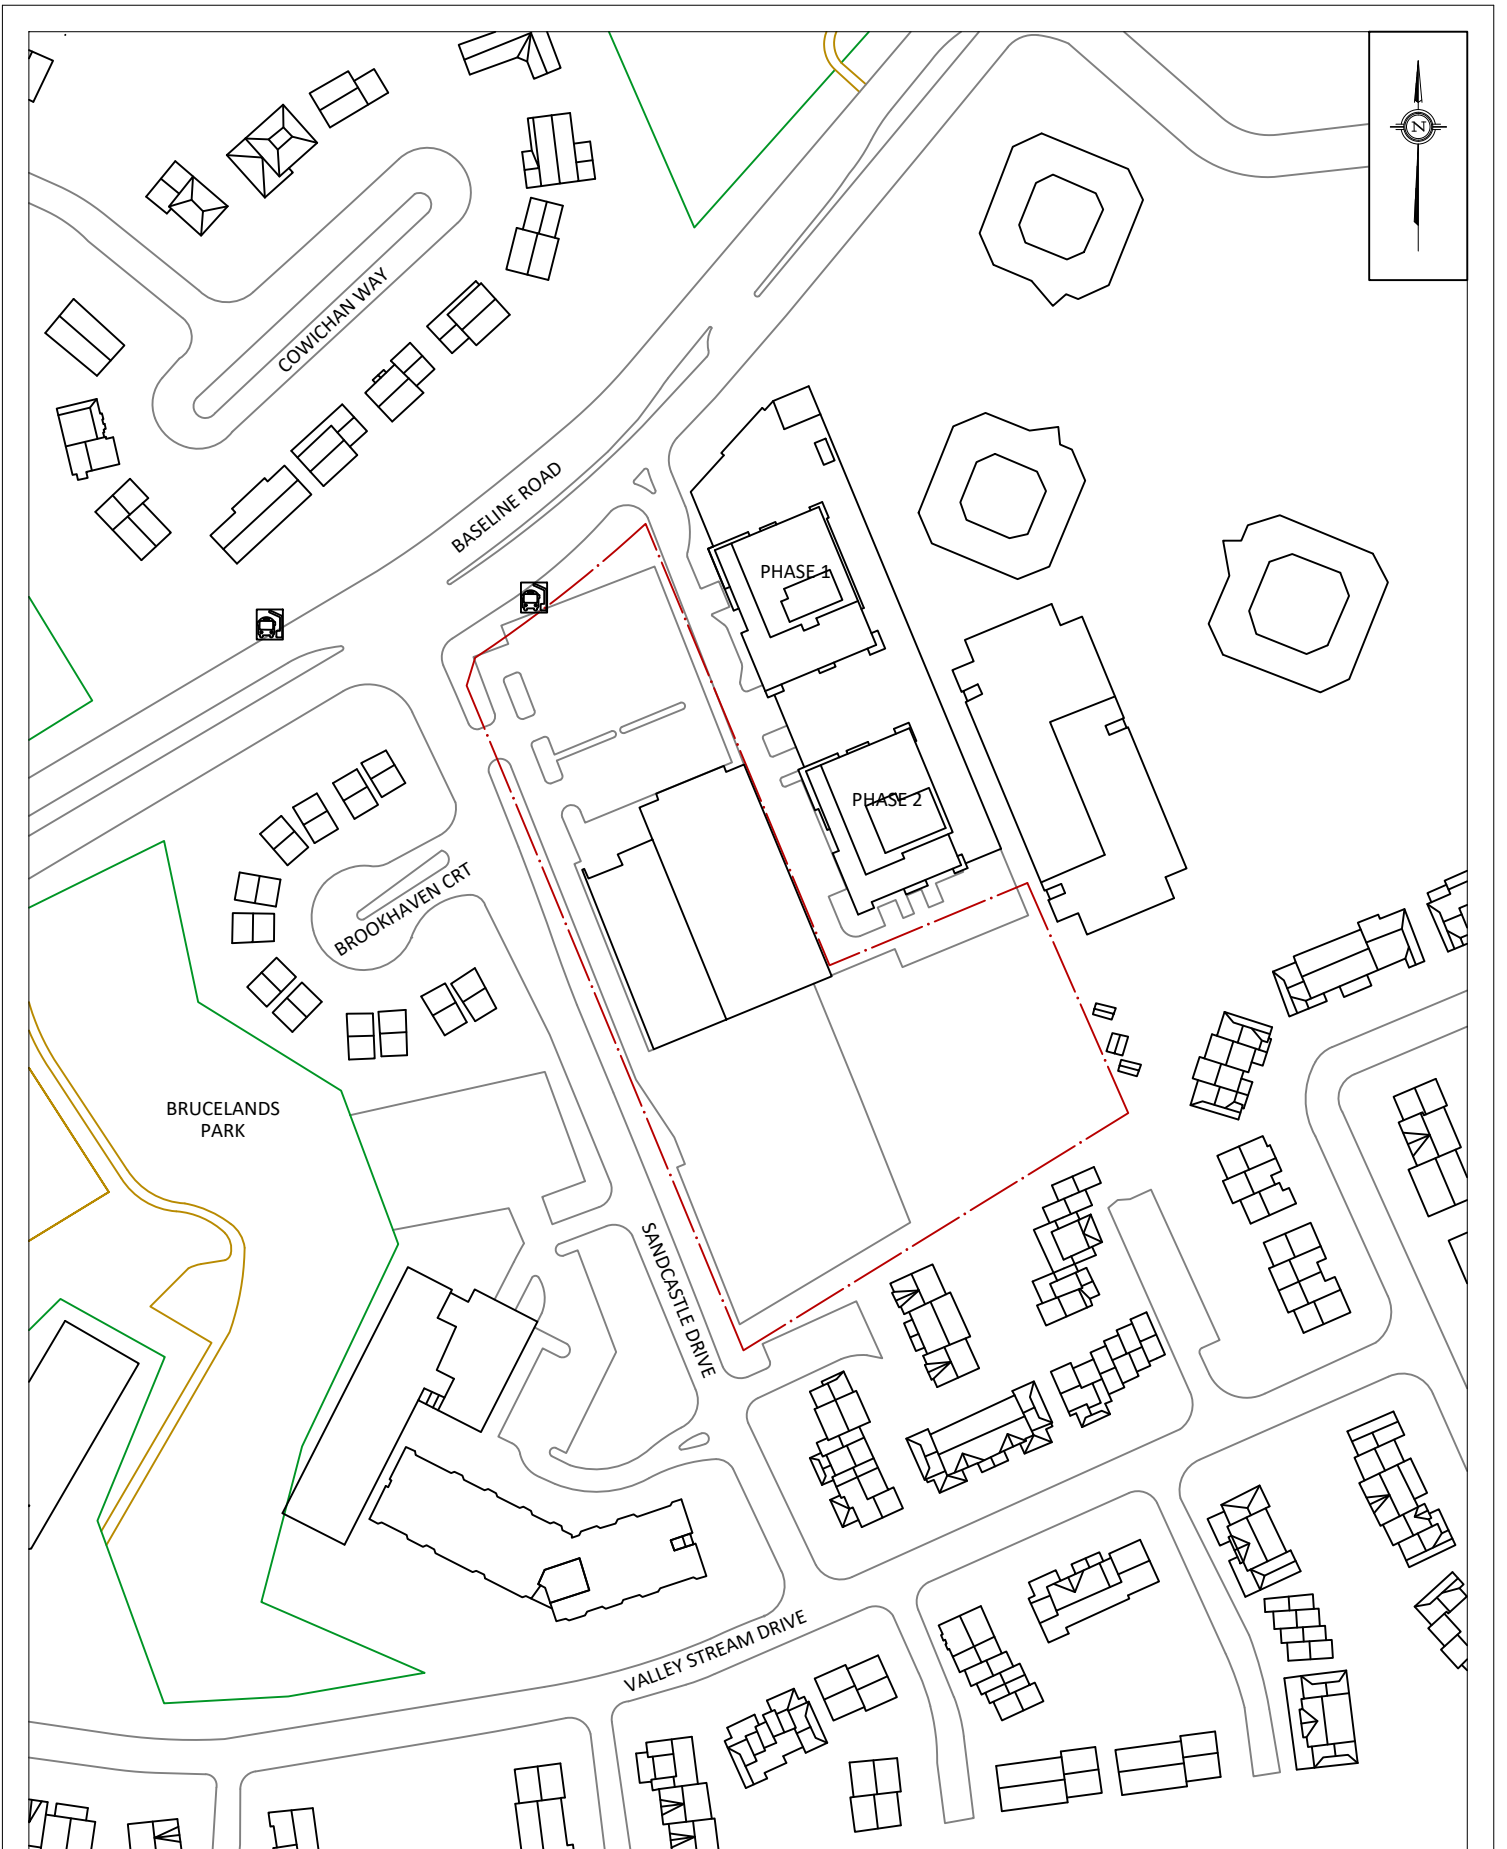 N
COWICHAN WAY
BASELINE ROAD
PHASE 1
PHASE 2
BROOKHAVEN CRT
BRUCELANDS
PARK
SANDCASTLE DRIVE
VALLEY STREAM DRIVE